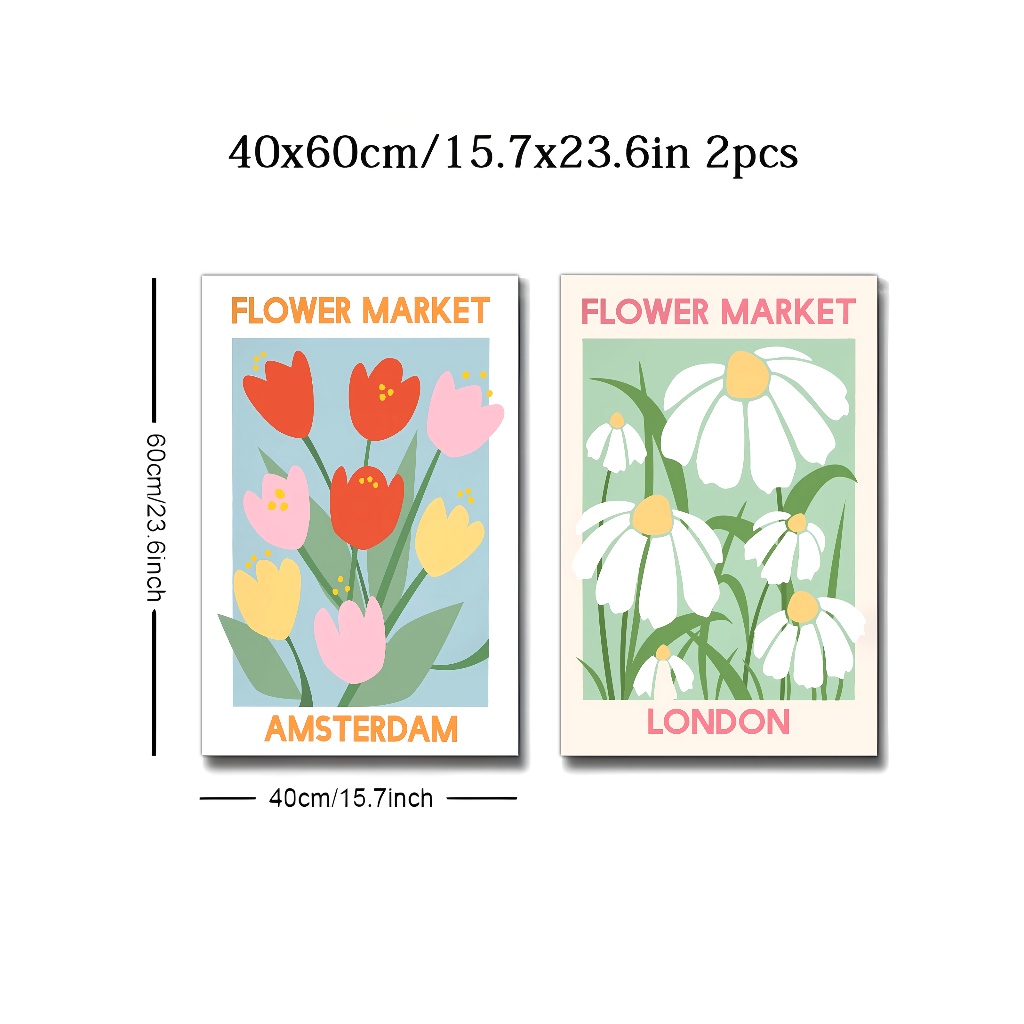 40x60cm/15.7x23.6in 2pcs
FLOWER MARKET
AMSTERDAM
FLOWER MARKET
LONDON
60cm/23.6inch
40cm/15.7inch